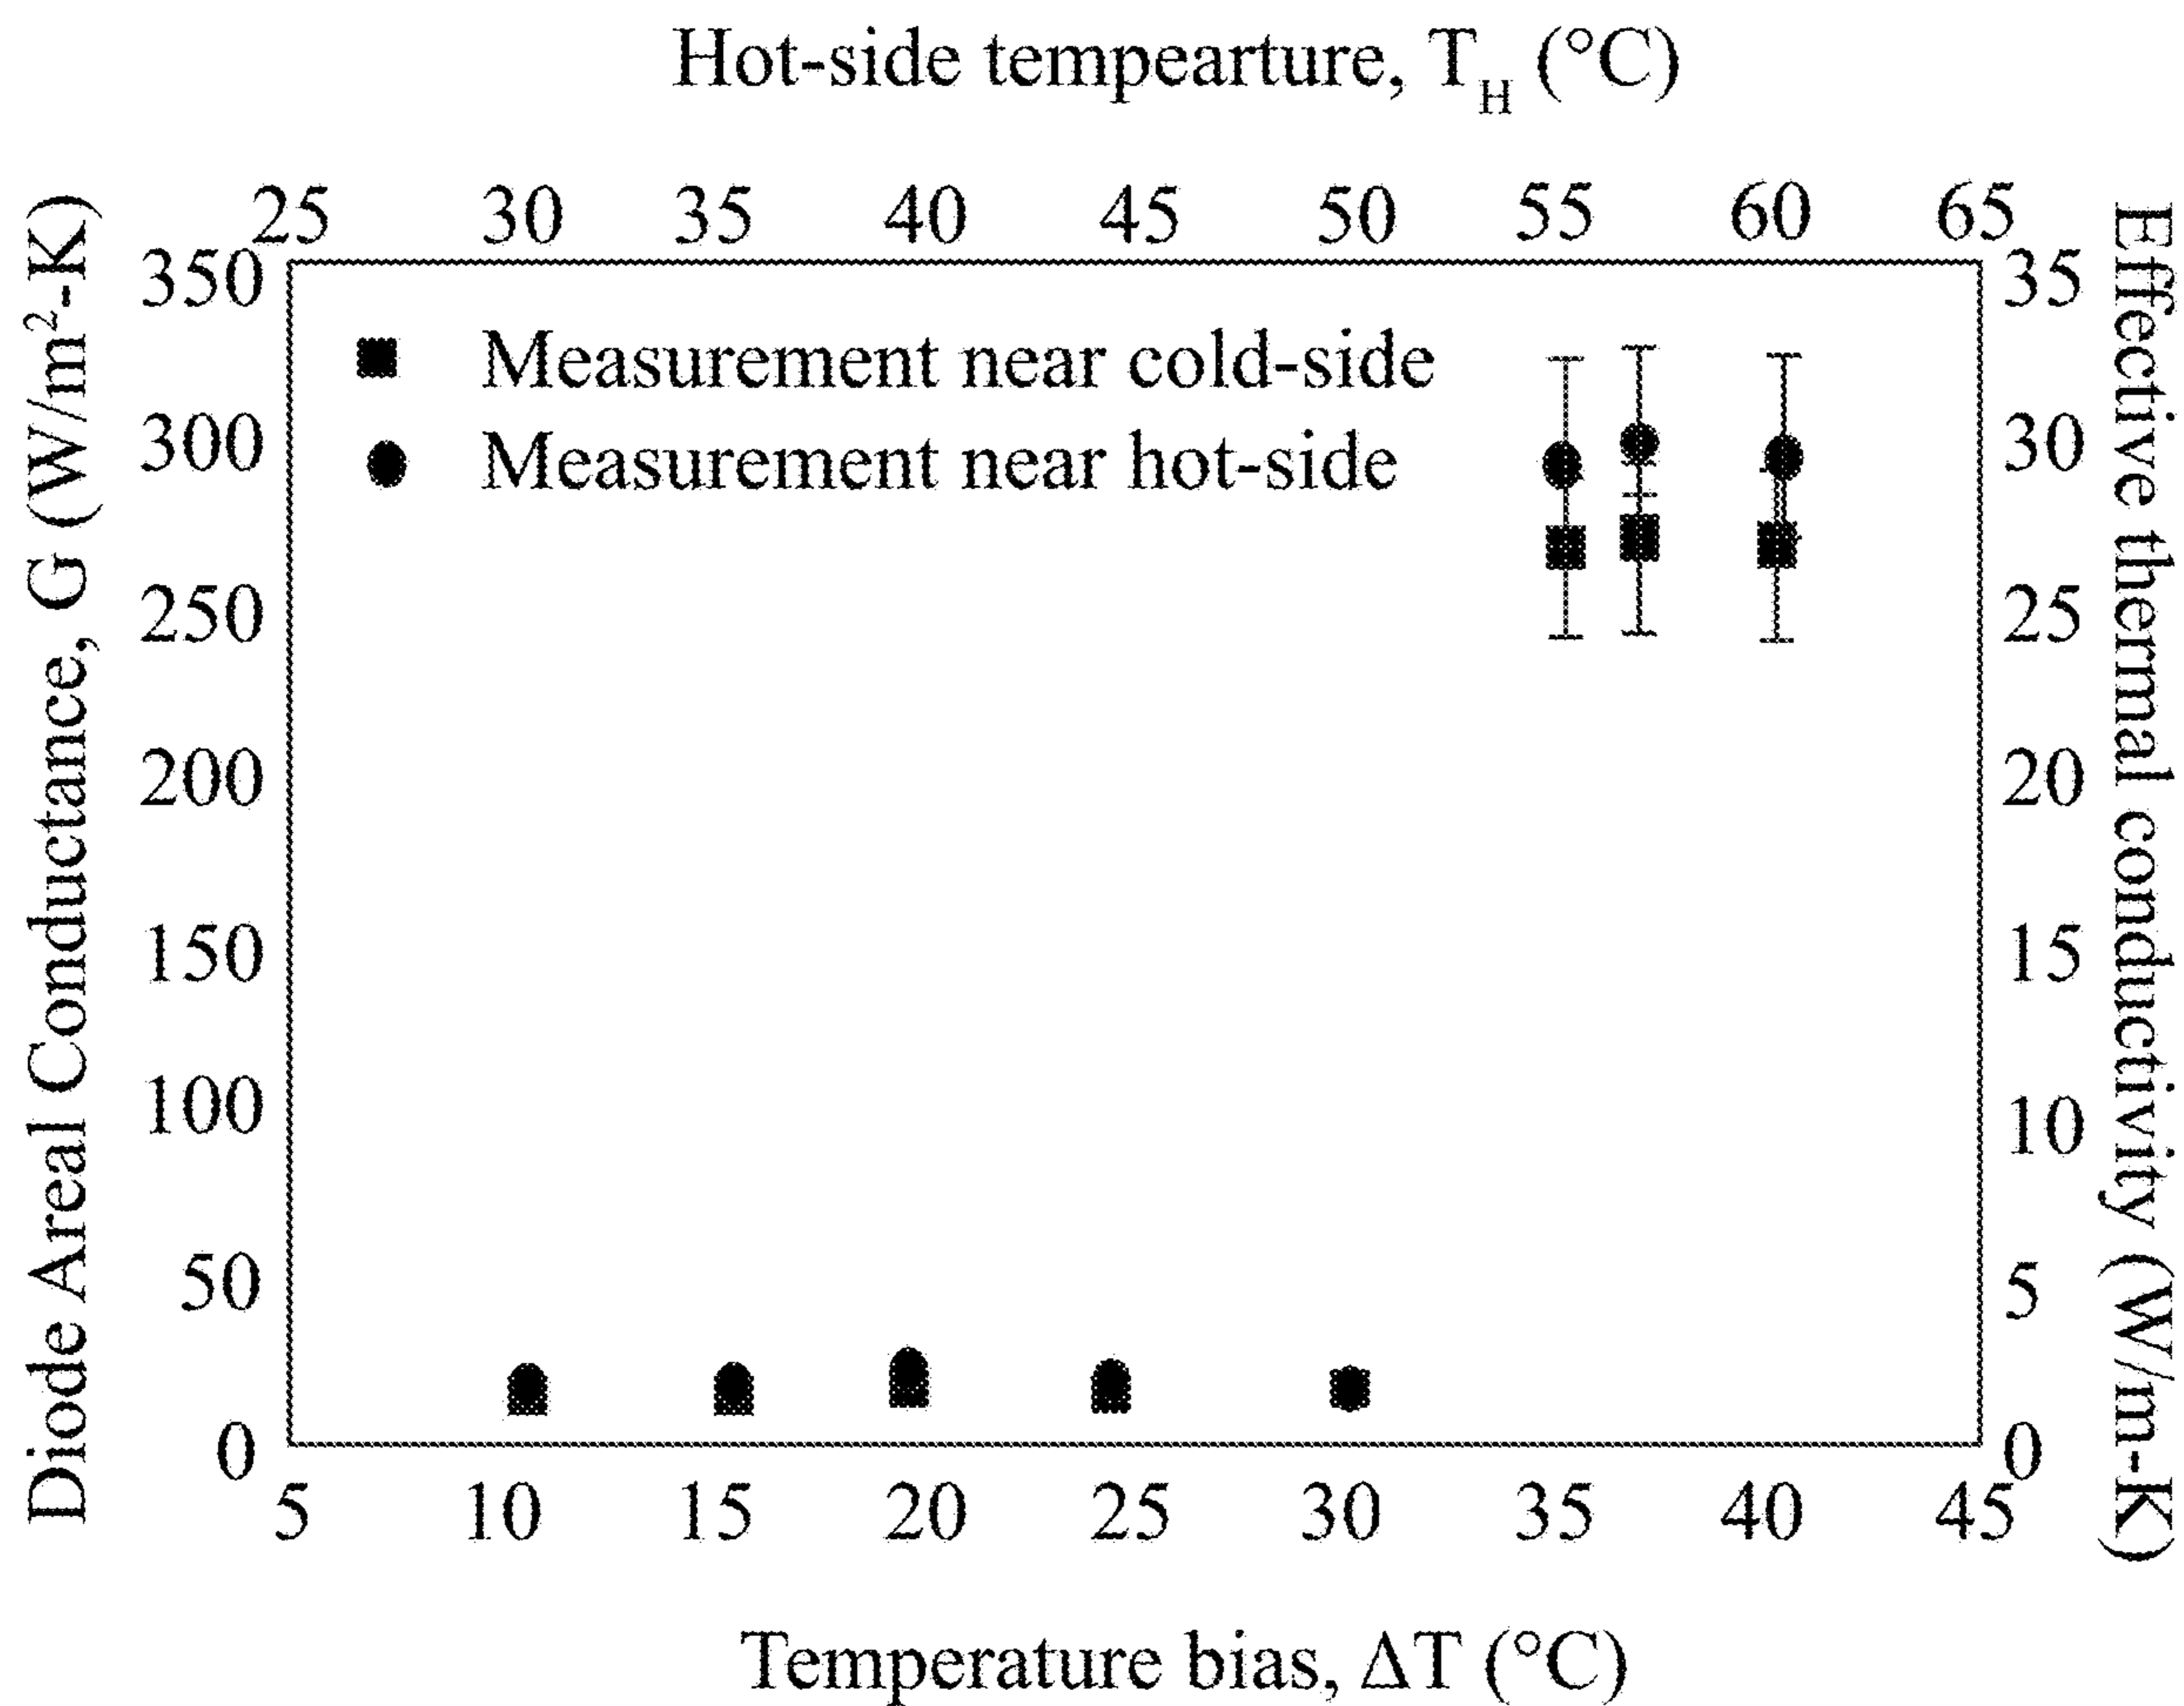 Hot-side tempearture, T_H (°C)
25 30 35 40 45 50 55 60 65
Diode Areal Conductance, G (W/m²-K)
350
300
250
200
150
100
50
0
Measurement near cold-side
Measurement near hot-side
35
30
25
20
15
10
5
0
Effective thermal conductivity (W/m-K)
5 10 15 20 25 30 35 40 45
Temperature bias, ΔT (°C)